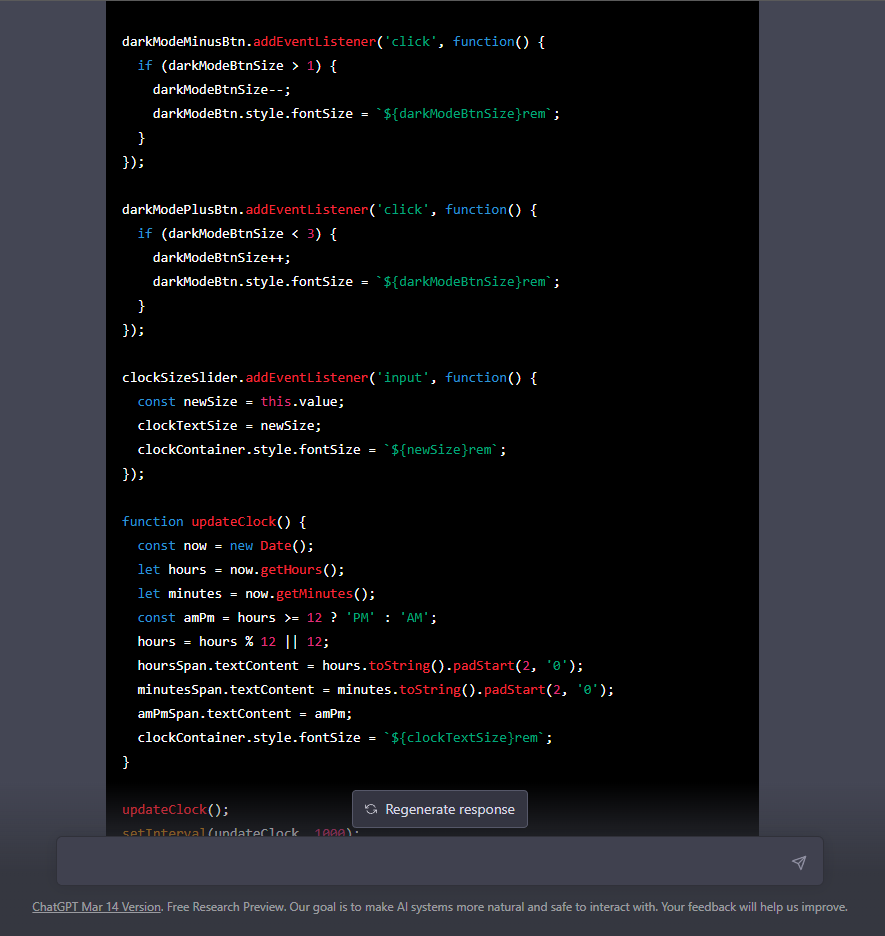 darkModeMinusBtn.addEventListener('click', function() {
  if (darkModeBtnSize > 1) {
    darkModeBtnSize--;
    darkModeBtn.style.fontSize = `${darkModeBtnSize}rem`;
  }
});

darkModePlusBtn.addEventListener('click', function() {
  if (darkModeBtnSize < 3) {
    darkModeBtnSize++;
    darkModeBtn.style.fontSize = `${darkModeBtnSize}rem`;
  }
});

clockSizeSlider.addEventListener('input', function() {
  const newSize = this.value;
  clockTextSize = newSize;
  clockContainer.style.fontSize = `${newSize}rem`;
});

function updateClock() {
  const now = new Date();
  let hours = now.getHours();
  let minutes = now.getMinutes();
  const amPm = hours >= 12 ? 'PM' : 'AM';
  hours = hours % 12 || 12;
  hoursSpan.textContent = hours.toString().padStart(2, '0');
  minutesSpan.textContent = minutes.toString().padStart(2, '0');
  amPmSpan.textContent = amPm;
  clockContainer.style.fontSize = `${clockTextSize}rem`;
}

updateClock();
Regenerate response
setInterval(updateClock, 1000);
ChatGPT Mar 14 Version. Free Research Preview. Our goal is to make AI systems more natural and safe to interact with. Your feedback will help us improve.